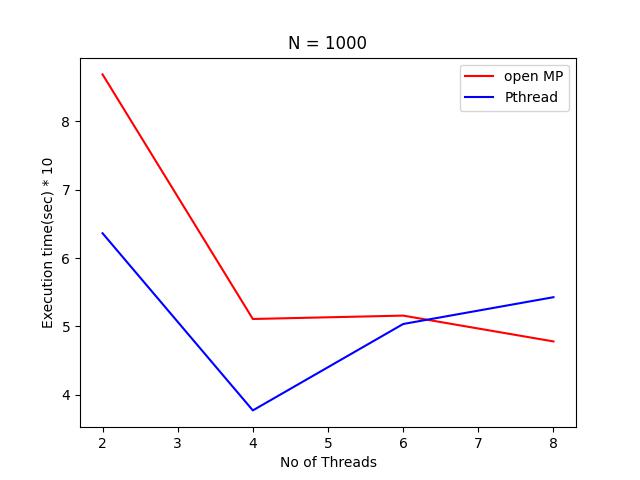 N = 1000
open MP
Pthread
8
7
6
5
4
Execution time(sec) * 10
2
3
4
5
6
7
8
No of Threads